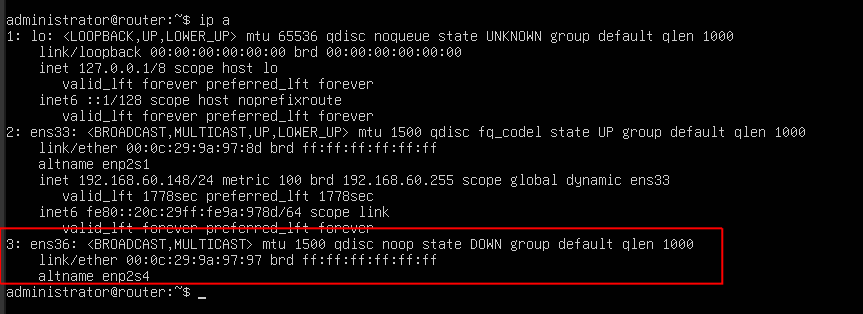 administrator@router:~$ ip a
1: lo: <LOOPBACK,UP,LOWER_UP> mtu 65536 qdisc noqueue state UNKNOWN group default qlen 1000
link/loopback 00:00:00:00:00:00 brd 00:00:00:00:00:00
inet 127.0.0.1/8 scope host lo
valid_lft forever preferred_lft forever
inet6 ::1/128 scope host noprefixroute
valid_lft forever preferred_lft forever
2: ens33: <BROADCAST,MULTICAST,UP,LOWER_UP> mtu 1500 qdisc fq_codel state UP group default qlen 1000
link/ether 00:0c:29:9a:97:8d brd ff:ff:ff:ff:ff:ff
altname enp2s1
inet 192.168.60.148/24 metric 100 brd 192.168.60.255 scope global dynamic ens33
valid_lft 1778sec preferred_lft 1778sec
inet6 fe80::20c:29ff:fe9a:978d/64 scope link
valid_lft forever preferred_lft forever
3: ens36: <BROADCAST,MULTICAST> mtu 1500 qdisc noop state DOWN group default qlen 1000
link/ether 00:0c:29:9a:97:97 brd ff:ff:ff:ff:ff:ff
altname enp2s4
administrator@router:~$ _